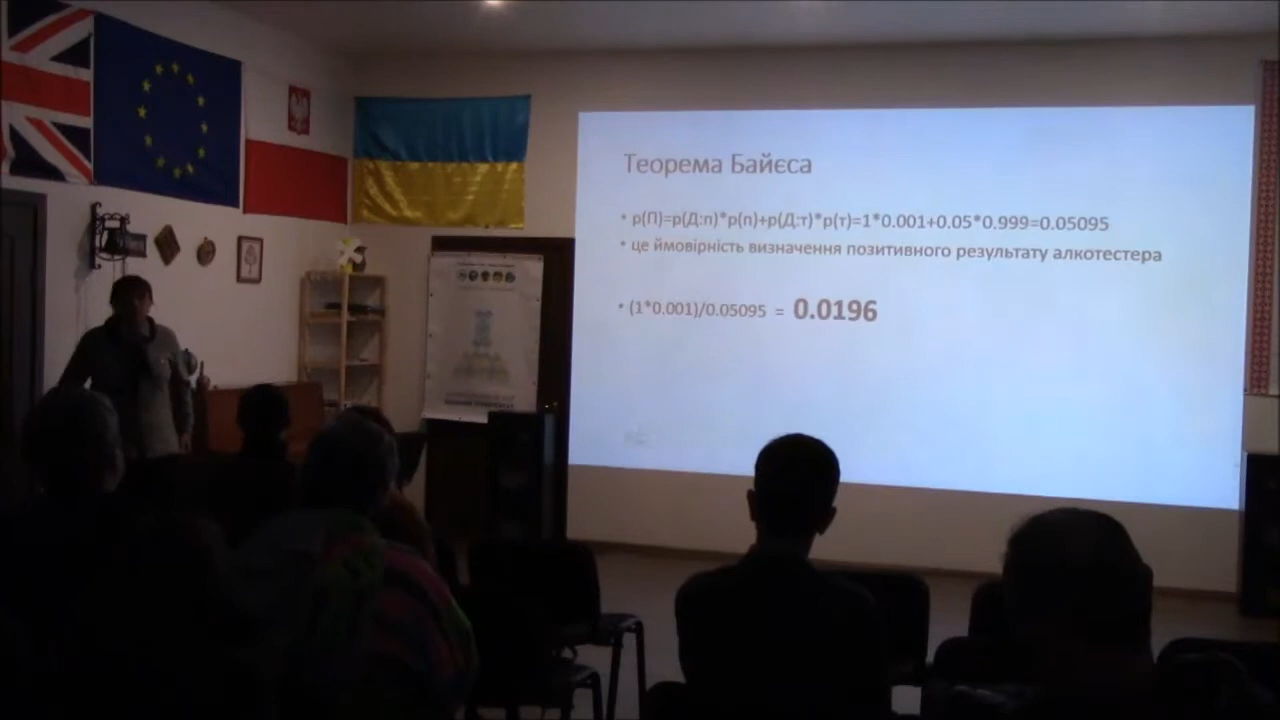 Теорема Байєса
• р(П)=р(Д:п)*р(п)+р(Д:т)*р(т)=1*0.001+0.05*0.999=0.05095
• це ймовірність визначення позитивного результату алкотестера
• (1*0.001)/0.05095 = 0.0196